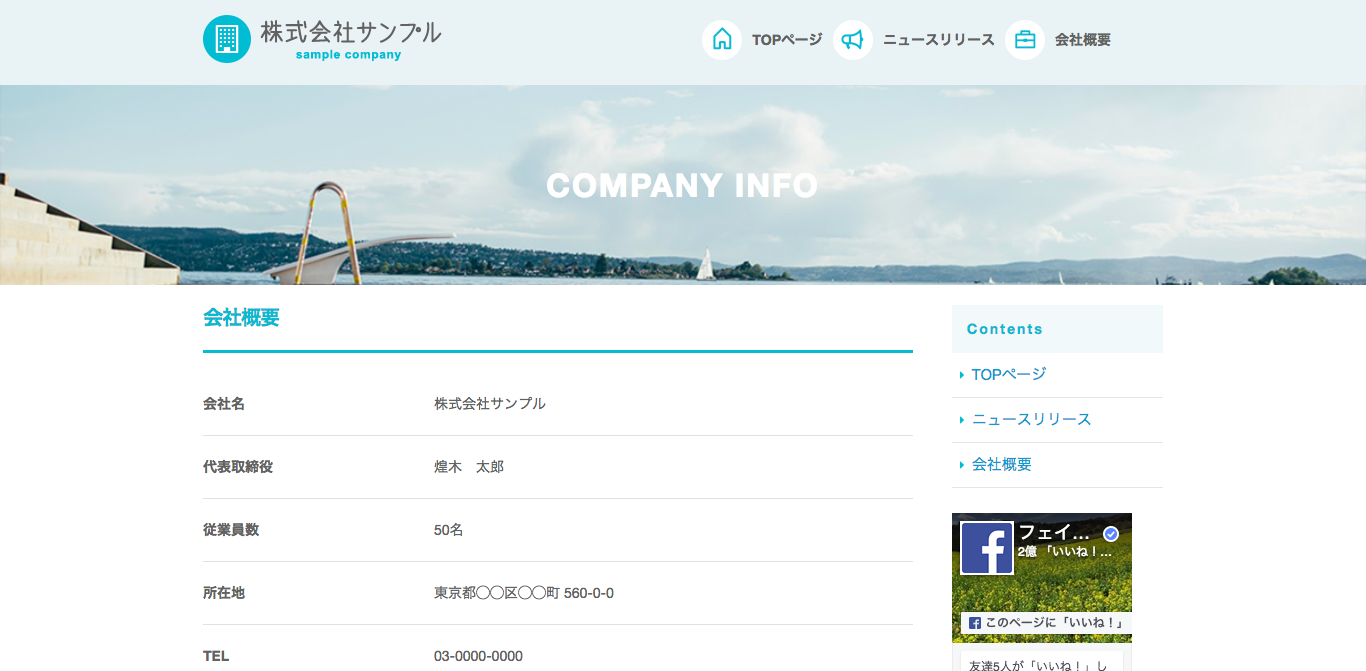 株式会社サンプル
sample company
TOPページ
ニュースリリース
会社概要
COMPANY INFO
会社概要
会社名 株式会社サンプル
代表取締役 煌木　太郎
従業員数 50名
所在地 東京都◯◯区◯◯町 560-0-0
TEL 03-0000-0000
Contents
TOPページ
ニュースリリース
会社概要
フェイ...
2億 「いいね！...
このページに「いいね！」
友達5人が「いいね！」し